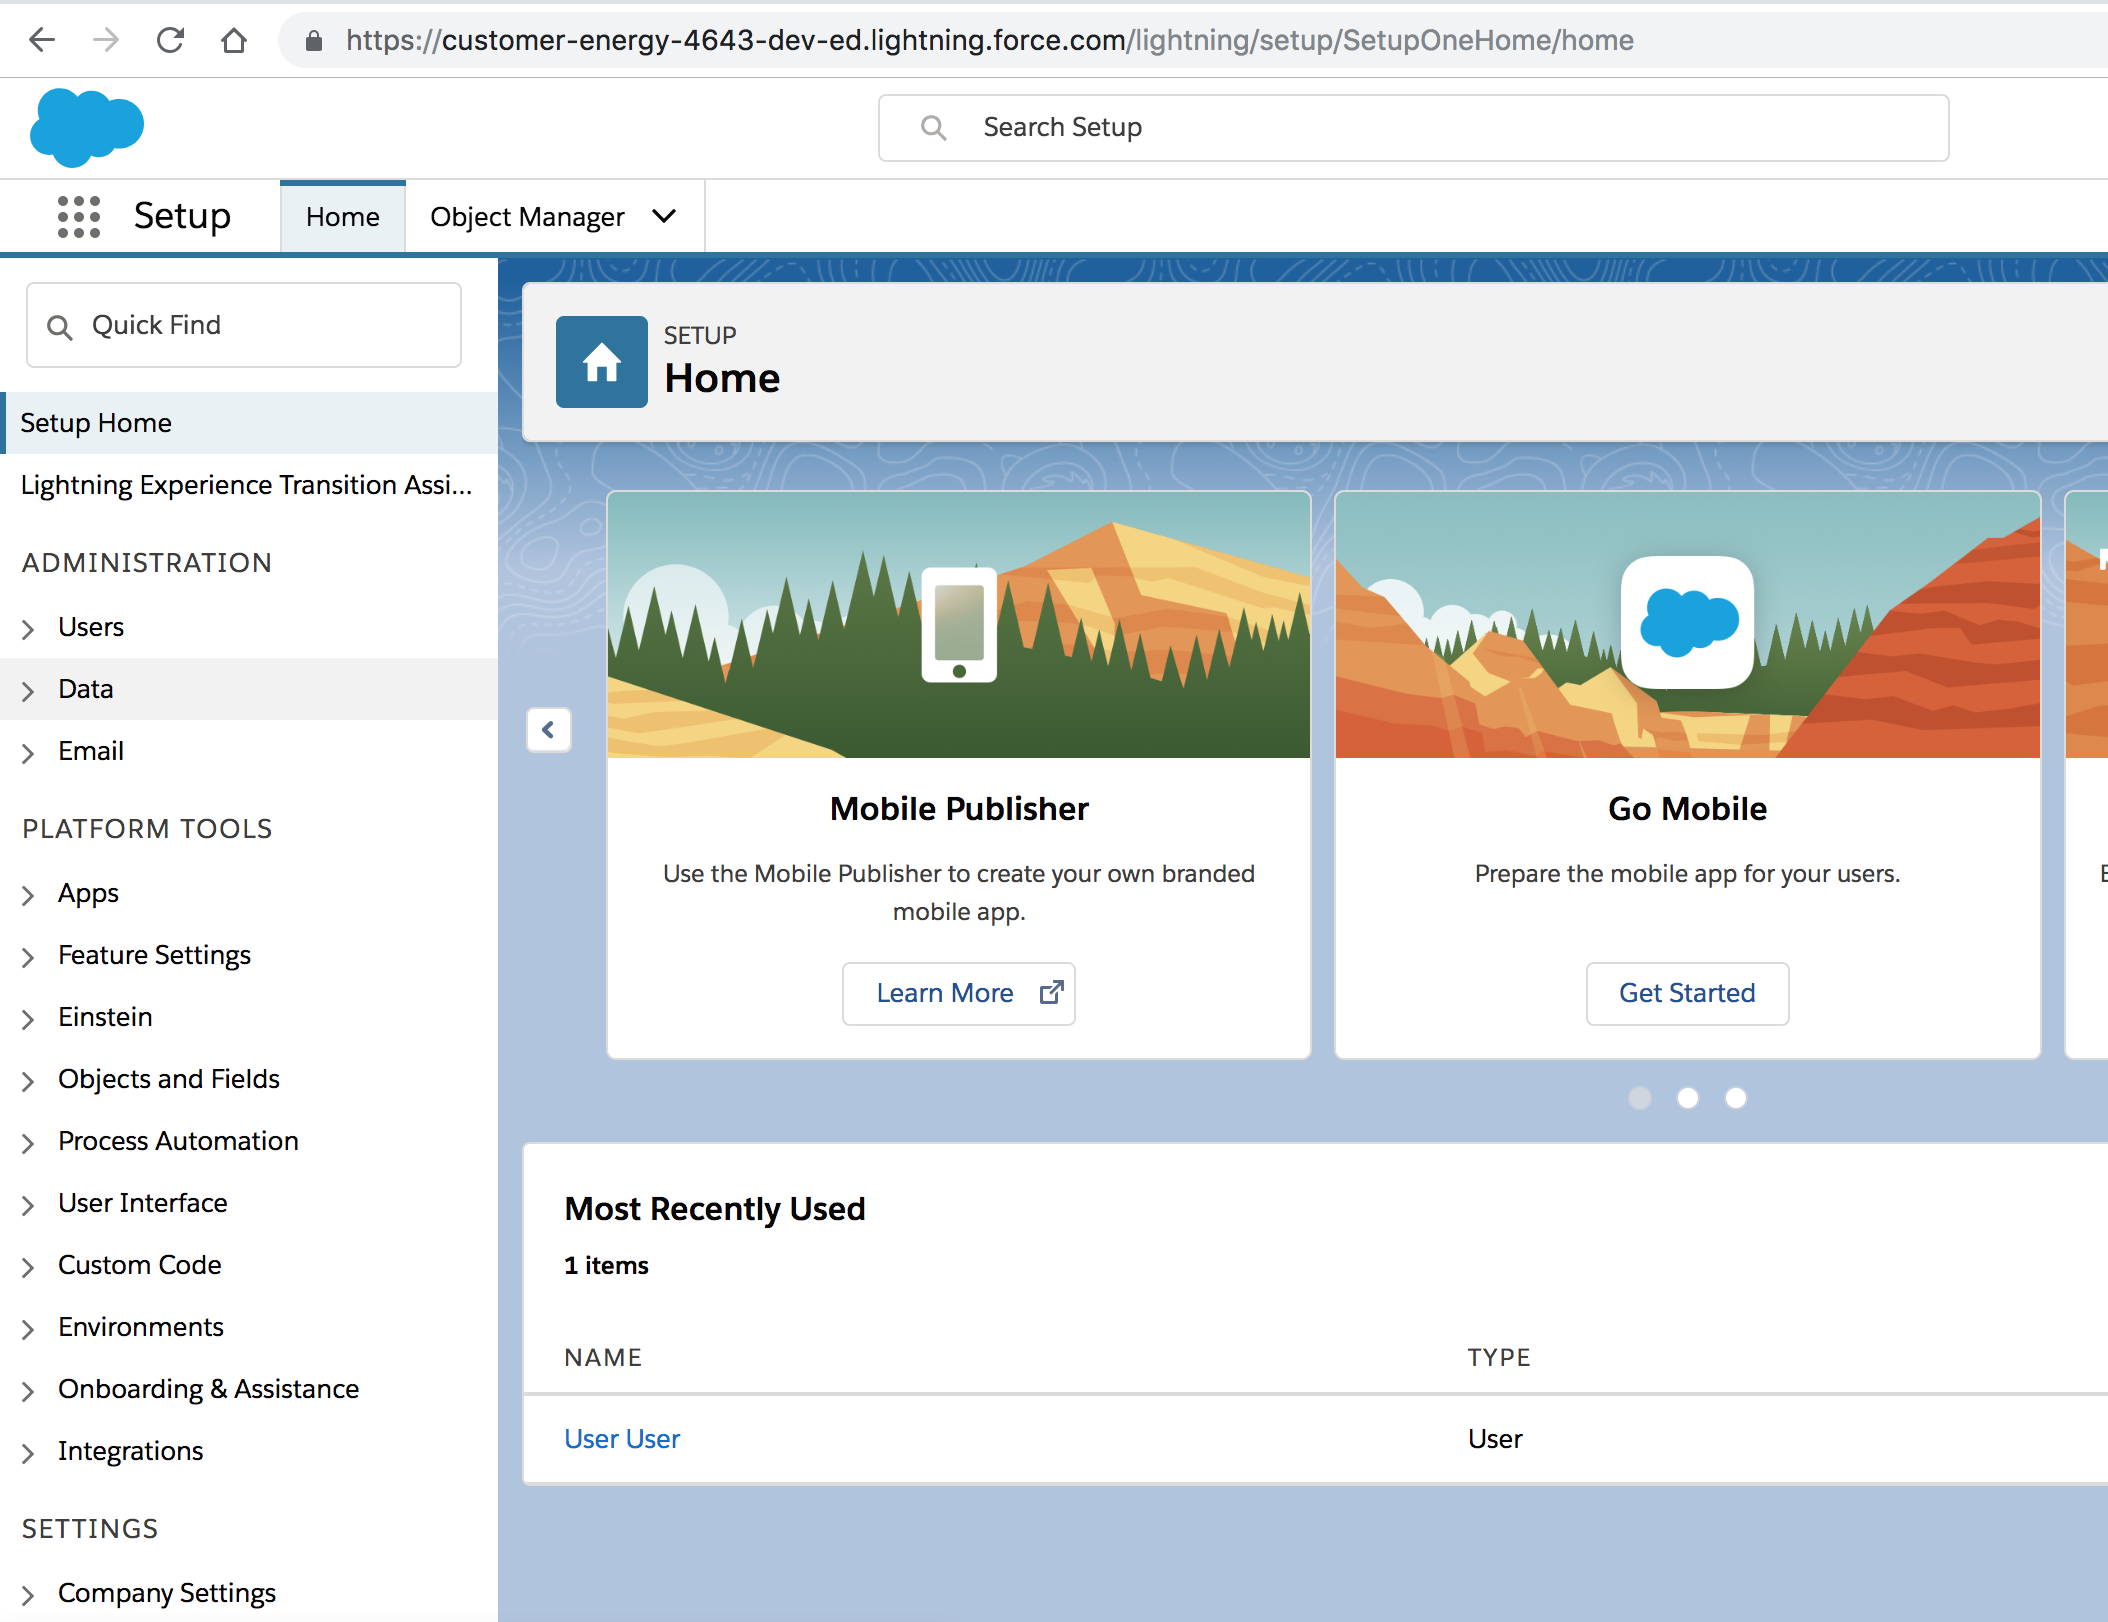 https://customer-energy-4643-dev-ed.lightning.force.com/lightning/setup/SetupOneHome/home
Search Setup
Setup
Home
Object Manager
Quick Find
Setup Home
Lightning Experience Transition Assi...
ADMINISTRATION
Users
Data
Email
PLATFORM TOOLS
Apps
Feature Settings
Einstein
Objects and Fields
Process Automation
User Interface
Custom Code
Environments
Onboarding & Assistance
Integrations
SETTINGS
Company Settings
SETUP
Home
Mobile Publisher
Use the Mobile Publisher to create your own branded
mobile app.
Learn More
Go Mobile
Prepare the mobile app for your users.
Get Started
Most Recently Used
1 items
NAME TYPE
User User User